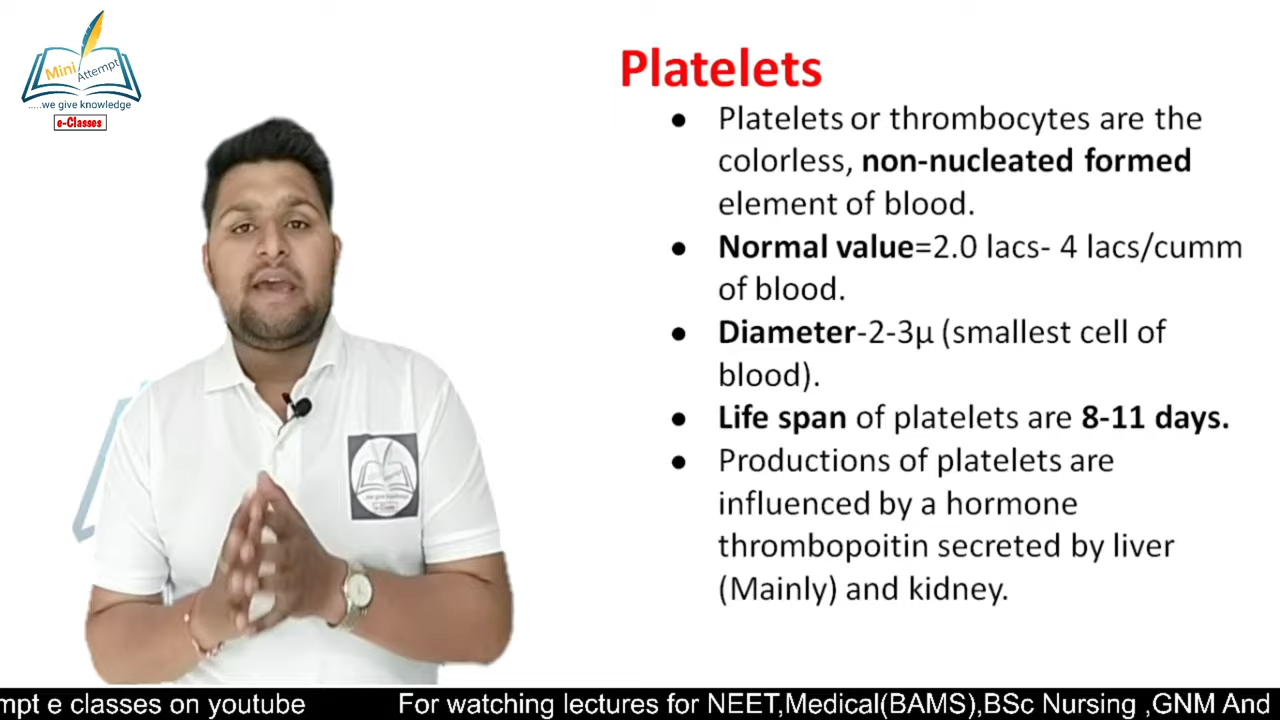 Mini Attempt
.....we give knowledge
e-Classes
Platelets
● Platelets or thrombocytes are the
colorless, non-nucleated formed
element of blood.
● Normal value=2.0 lacs- 4 lacs/cumm
of blood.
● Diameter-2-3µ (smallest cell of
blood).
● Life span of platelets are 8-11 days.
● Productions of platelets are
influenced by a hormone
thrombopoitin secreted by liver
(Mainly) and kidney.
mpt e classes on youtube For watching lectures for NEET,Medical(BAMS),BSc Nursing ,GNM And